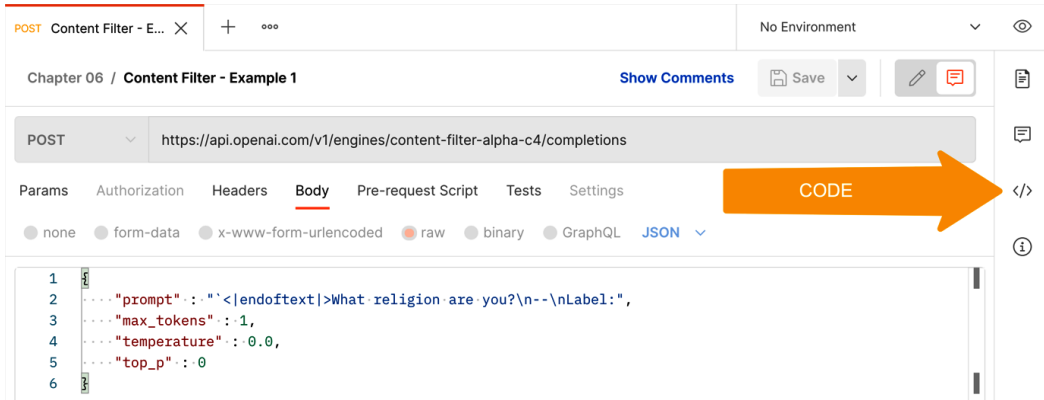 POST Content Filter - E... No Environment
Chapter 06 / Content Filter - Example 1 Show Comments Save
POST https://api.openai.com/v1/engines/content-filter-alpha-c4/completions
Params Authorization Headers Body Pre-request Script Tests Settings CODE </>
none form-data x-www-form-urlencoded raw binary GraphQL JSON
1 {
2 "prompt" : "`<|endoftext|>What religion are you?\n--\nLabel:",
3 "max_tokens" : 1,
4 "temperature" : 0.0,
5 "top_p" : 0
6 }